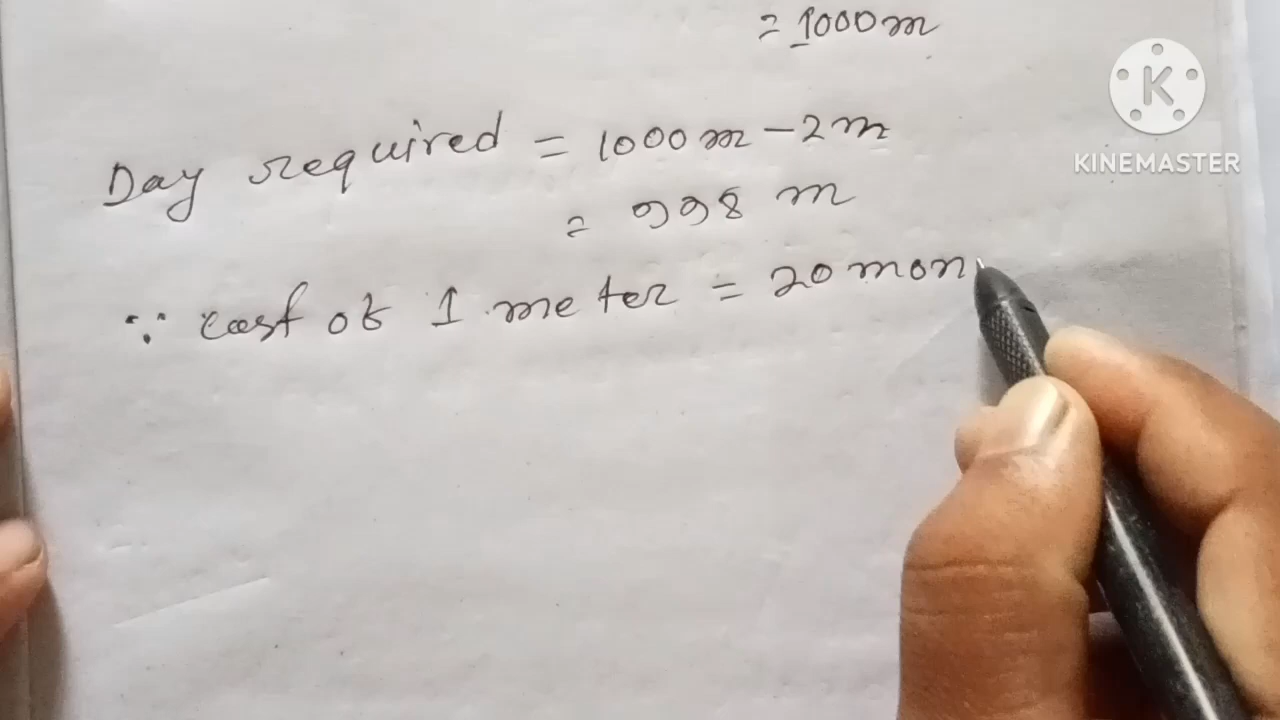 = 1000 m
K
KINEMASTER
Day required = 1000 m - 2 m
= 998 m
∵ cost of 1 meter = 20 mon